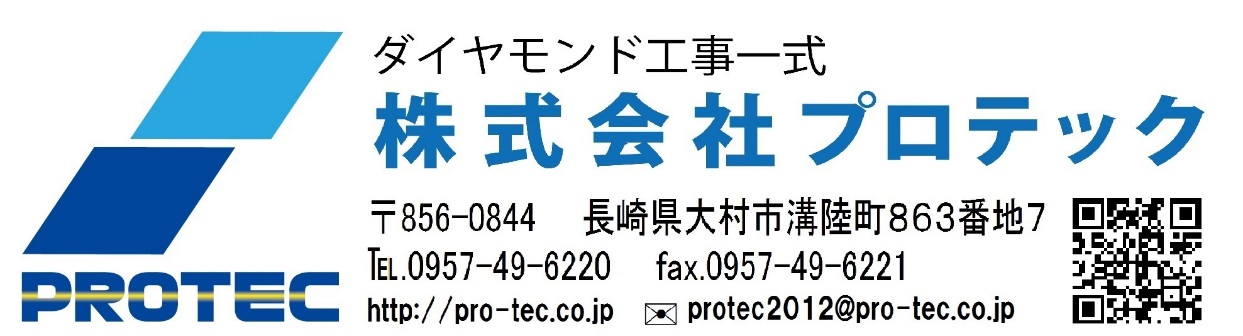 ダイヤモンド工事一式
株式会社プロテック
〒856-0844 長崎県大村市溝陸町863番地7
TEL.0957-49-6220 fax.0957-49-6221
http://pro-tec.co.jp ✉ protec2012@pro-tec.co.jp
PROTEC